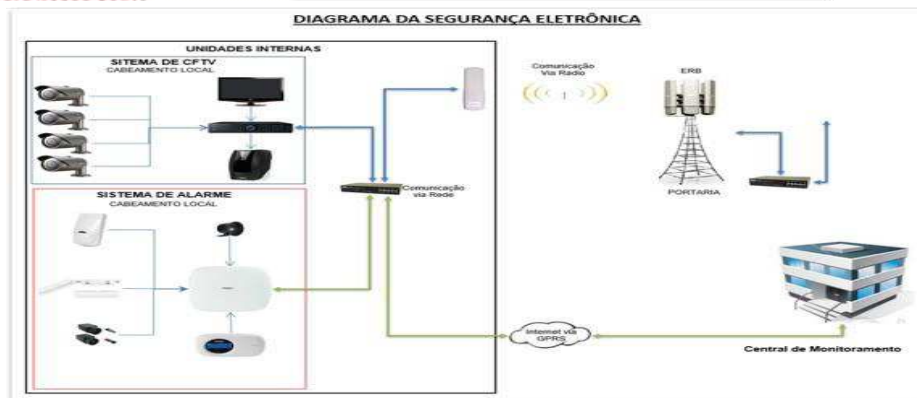 DIAGRAMA DA SEGURANÇA ELETRÔNICA
UNIDADES INTERNAS
SITEMA DE CFTV
CABEAMENTO LOCAL
Comunicação
Via Radio
ERB
PORTARIA
Comunicação
via Rede
SISTEMA DE ALARME
CABEAMENTO LOCAL
Internet via
GPRS
Central de Monitoramento